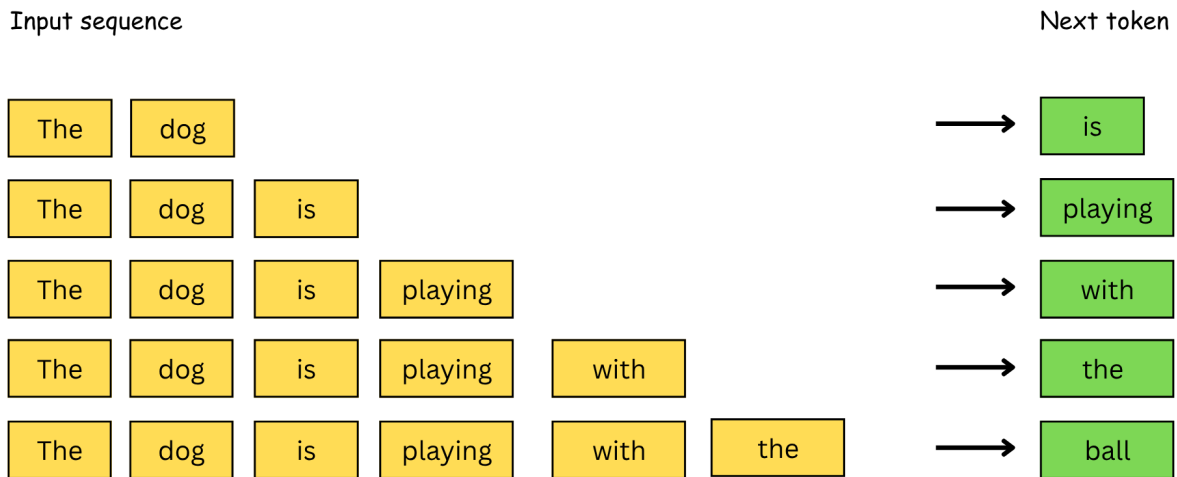 Input sequence Next token
The dog is
The dog is playing
The dog is playing with
The dog is playing with the
The dog is playing with the ball